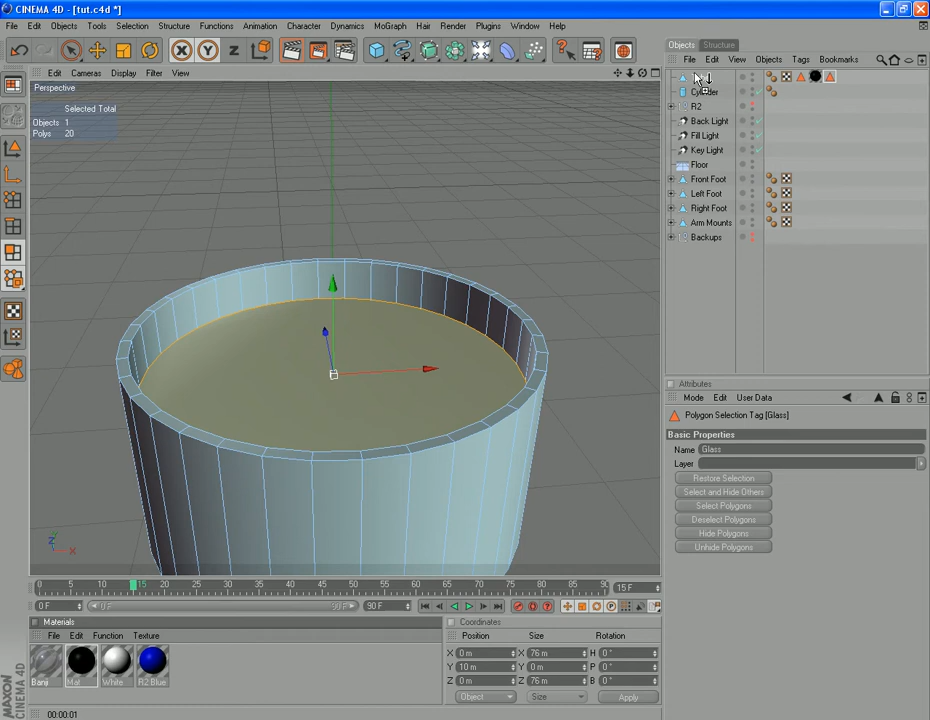 CINEMA 4D - [tut.c4d *]
File Edit Objects Tools Selection Structure Functions Animation Character Dynamics MoGraph Hair Render Plugins Window Help
X Y Z
Edit Cameras Display Filter View
Perspective
Selected Total
Objects 1
Polys 20
Objects Structure
File Edit View Objects Tags Bookmarks
Cylinder
R2
Back Light
Fill Light
Key Light
Floor
Front Foot
Left Foot
Right Foot
Arm Mounts
Backups
Attributes
Mode Edit User Data
Polygon Selection Tag [Glass]
Basic Properties
Name Glass
Layer
Restore Selection
Select and Hide Others
Select Polygons
Deselect Polygons
Hide Polygons
Unhide Polygons
Y
Z X
0 5 10 15 20 25 30 35 40 45 50 55 60 65 70 75 80 85 90 15 F
0 F 0 F 90 F 90 F
Materials
File Edit Function Texture
Banji Mat White R2 Blue
Coordinates
Position Size Rotation
X 0 m X 76 m H 0 °
Y 10 m Y 0 m P 0 °
Z 0 m Z 76 m B 0 °
Object Size Apply
MAXON CINEMA 4D
00:00:01